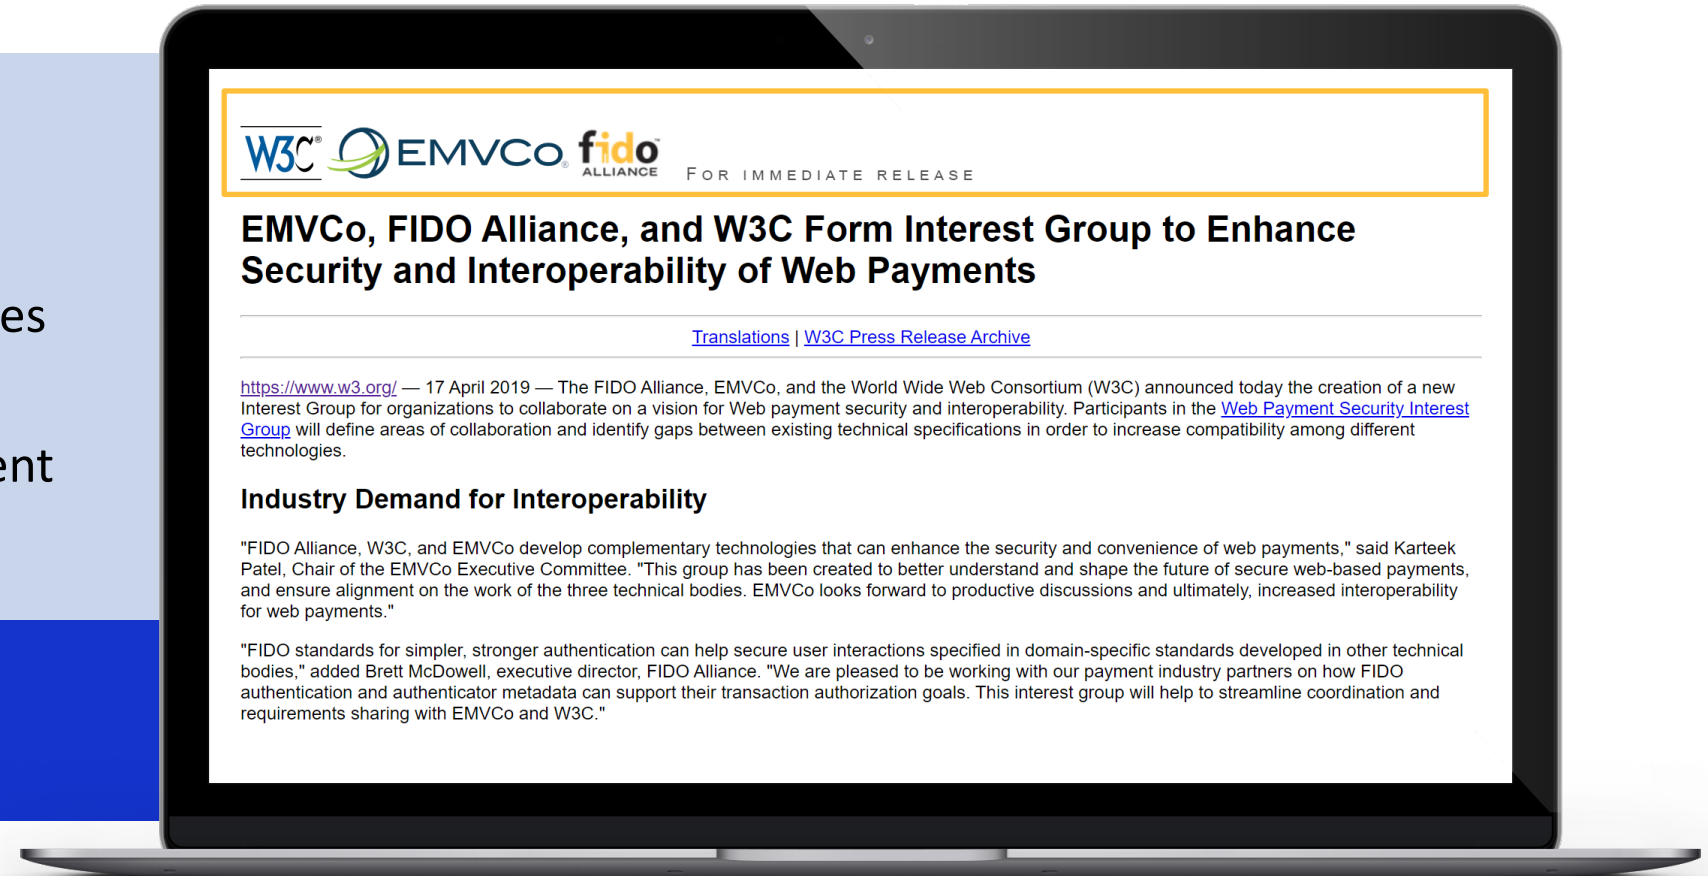 W3C®
EMVCo®
fido™
ALLIANCE
FOR IMMEDIATE RELEASE
EMVCo, FIDO Alliance, and W3C Form Interest Group to Enhance
Security and Interoperability of Web Payments
Translations | W3C Press Release Archive
https://www.w3.org/ — 17 April 2019 — The FIDO Alliance, EMVCo, and the World Wide Web Consortium (W3C) announced today the creation of a new
Interest Group for organizations to collaborate on a vision for Web payment security and interoperability. Participants in the Web Payment Security Interest
Group will define areas of collaboration and identify gaps between existing technical specifications in order to increase compatibility among different
technologies.
Industry Demand for Interoperability
"FIDO Alliance, W3C, and EMVCo develop complementary technologies that can enhance the security and convenience of web payments," said Karteek
Patel, Chair of the EMVCo Executive Committee. "This group has been created to better understand and shape the future of secure web-based payments,
and ensure alignment on the work of the three technical bodies. EMVCo looks forward to productive discussions and ultimately, increased interoperability
for web payments."
"FIDO standards for simpler, stronger authentication can help secure user interactions specified in domain-specific standards developed in other technical
bodies," added Brett McDowell, executive director, FIDO Alliance. "We are pleased to be working with our payment industry partners on how FIDO
authentication and authenticator metadata can support their transaction authorization goals. This interest group will help to streamline coordination and
requirements sharing with EMVCo and W3C."